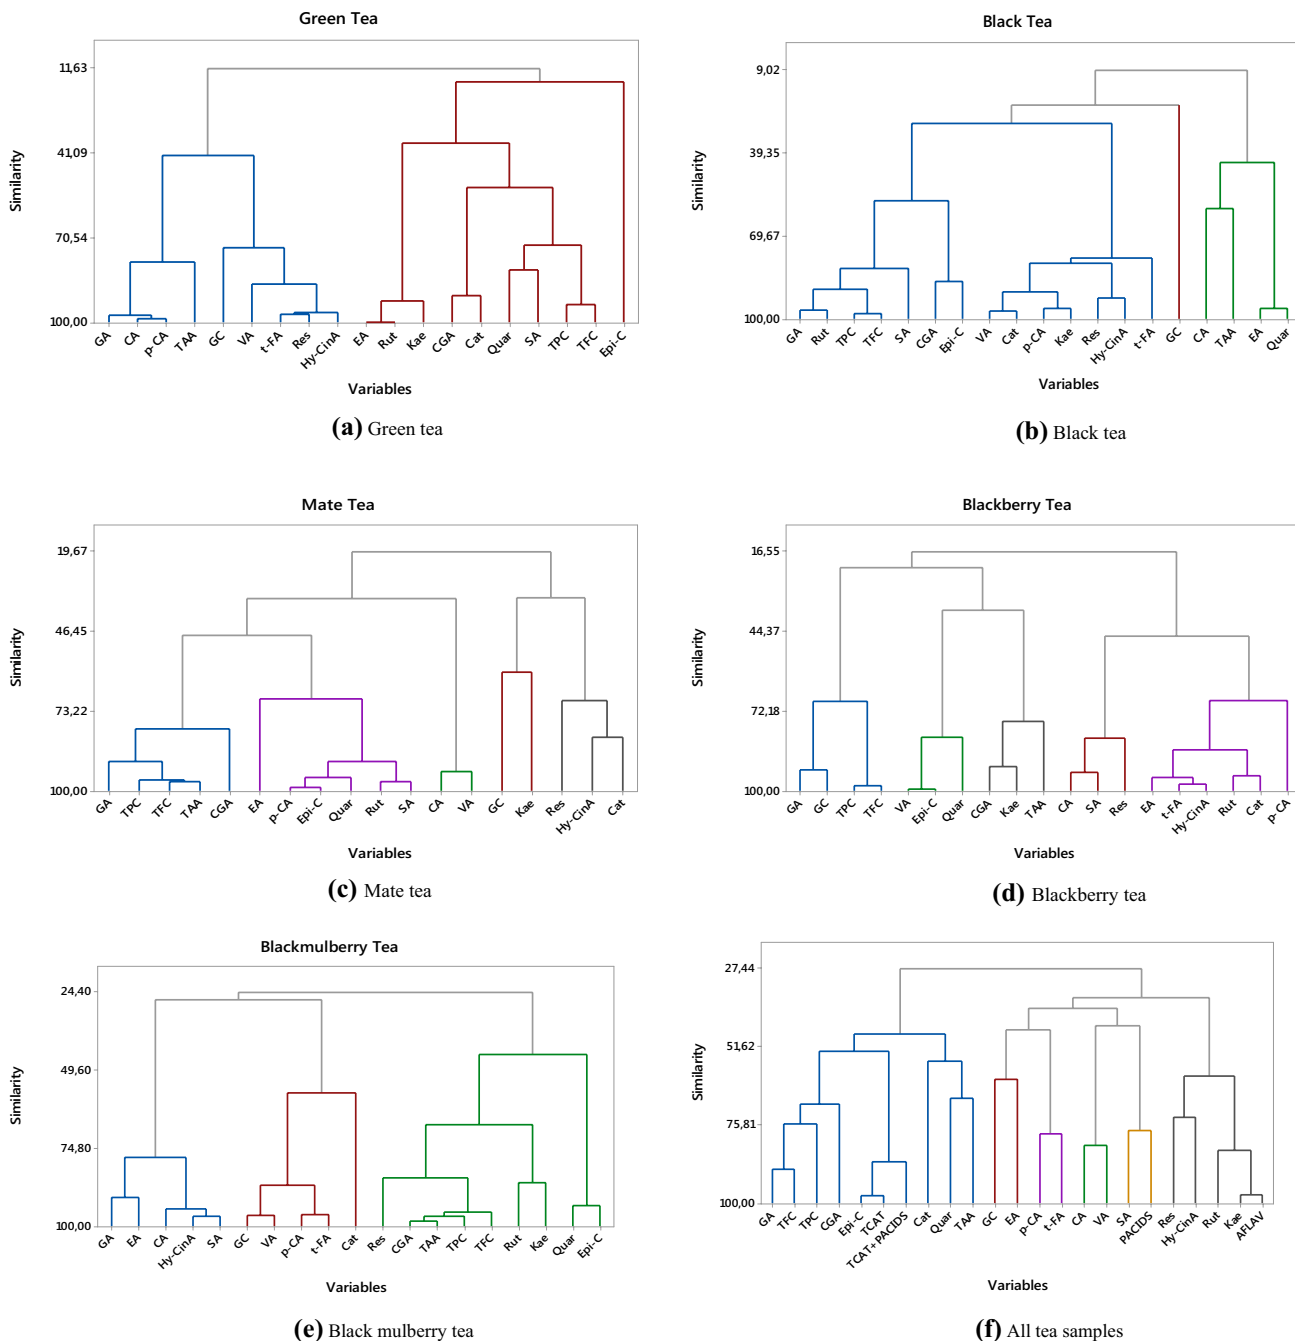 Green Tea
11,63
41,09
70,54
100,00
Similarity
GA CA p-CA TAA GC VA t-FA Res Hy-CinA EA Rut Kae CGA Cat Quar SA TPC TFC Epi-C
Variables
(a) Green tea
Black Tea
9,02
39,35
69,67
100,00
Similarity
GA Rut TPC TFC SA CGA Epi-C VA Cat p-CA Kae Res Hy-CinA t-FA GC CA TAA EA Quar
Variables
(b) Black tea
Mate Tea
19,67
46,45
73,22
100,00
Similarity
GA TPC TFC TAA CGA EA p-CA Epi-C Quar Rut SA CA VA GC Kae Res Hy-CinA Cat
Variables
(c) Mate tea
Blackberry Tea
16,55
44,37
72,18
100,00
Similarity
GA GC TPC TFC VA Epi-C Quar CGA Kae TAA CA SA Res EA t-FA Hy-CinA Rut Cat p-CA
Variables
(d) Blackberry tea
Blackmulberry Tea
24,40
49,60
74,80
100,00
Similarity
GA EA CA Hy-CinA SA GC VA p-CA t-FA Cat Res CGA TAA TPC TFC Rut Kae Quar Epi-C
Variables
(e) Black mulberry tea
27,44
51,62
75,81
100,00
Similarity
GA TFC TPC CGA Epi-C TCAT TCAT+PACIDS Cat Quar TAA GC EA p-CA t-FA CA VA SA PACIDS Res Hy-CinA Rut Kae AFLAV
Variables
(f) All tea samples